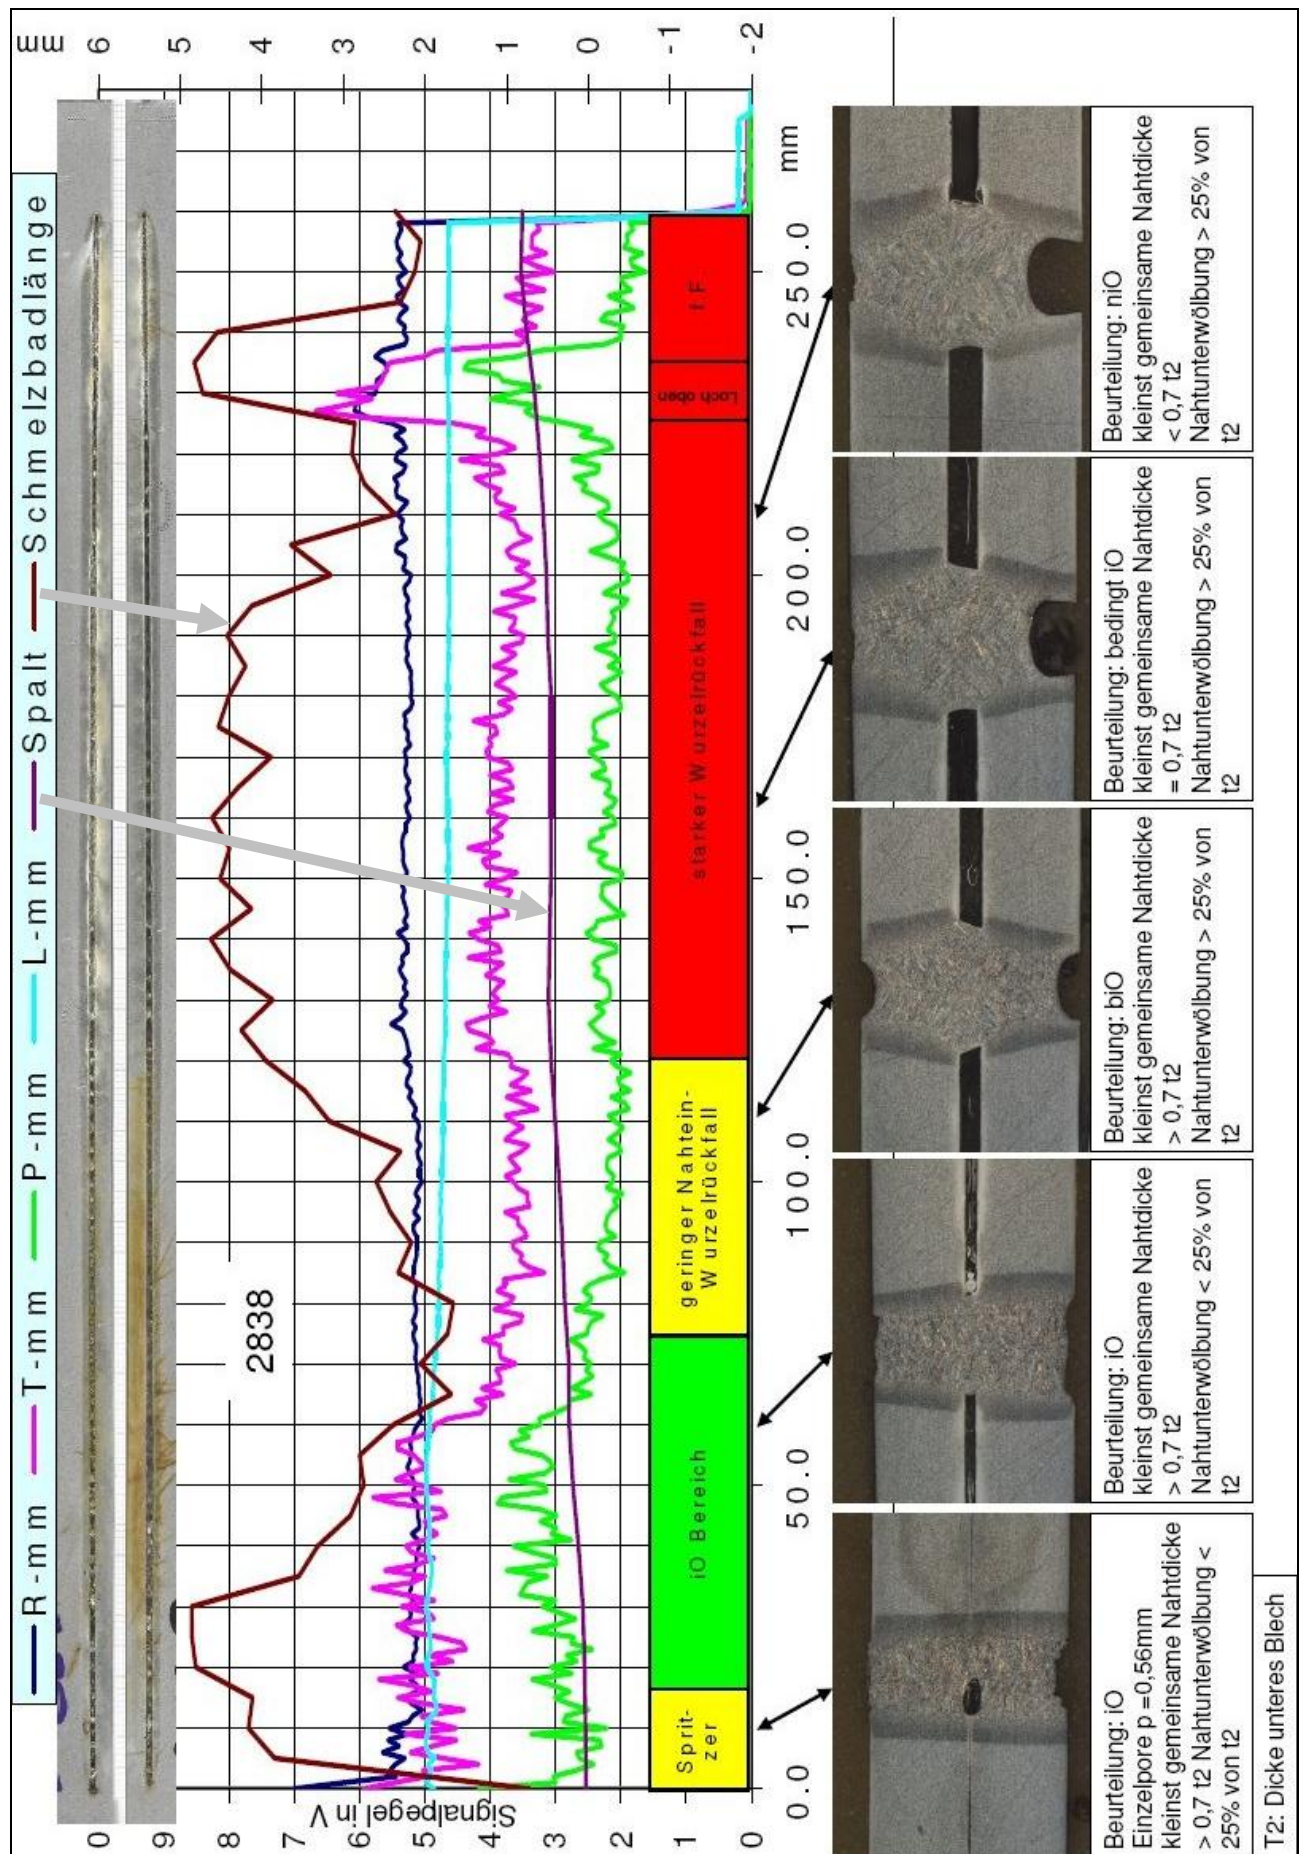 R-mm T-mm P-mm L-mm Spalt Schmelzbadlänge
0
9
8
7
6
5
4
3
2
1
0
Signalpegel in V
2838
mm
6
5
4
3
2
1
0
-1
-2
Sprit-
zer
iO Bereich
geringer Nahtein-
Wurzelrückfall
starker Wurzelrückfall
Loch oben
f.F.
0.0 50.0 100.0 150.0 200.0 250.0 mm
Beurteilung: iO
Einzelpore p =0,56mm
kleinst gemeinsame Nahtdicke
> 0,7 t2 Nahtunterwölbung <
25% von t2
Beurteilung: iO
kleinst gemeinsame Nahtdicke
> 0,7 t2
Nahtunterwölbung < 25% von
t2
Beurteilung: biO
kleinst gemeinsame Nahtdicke
> 0,7 t2
Nahtunterwölbung > 25% von
t2
Beurteilung: bedingt iO
kleinst gemeinsame Nahtdicke
= 0,7 t2
Nahtunterwölbung > 25% von
t2
Beurteilung: niO
kleinst gemeinsame Nahtdicke
< 0,7 t2
Nahtunterwölbung > 25% von
t2
T2: Dicke unteres Blech